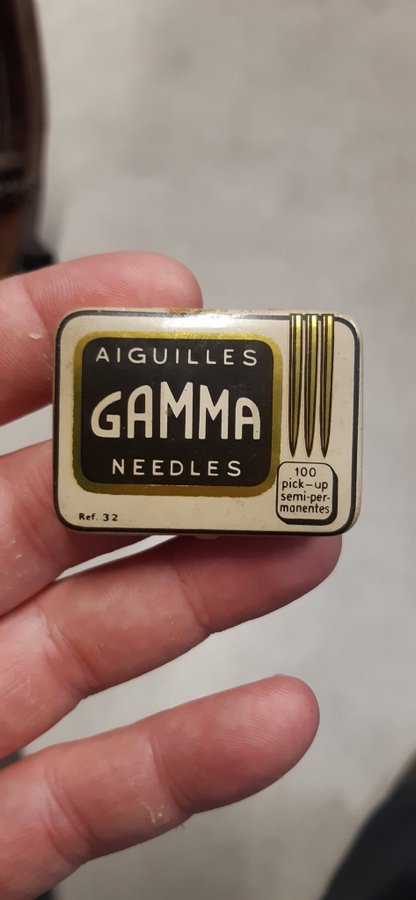 AIGUILLES
GAMMA
NEEDLES
100
pick-up
semi-per-
manentes
Ref. 32